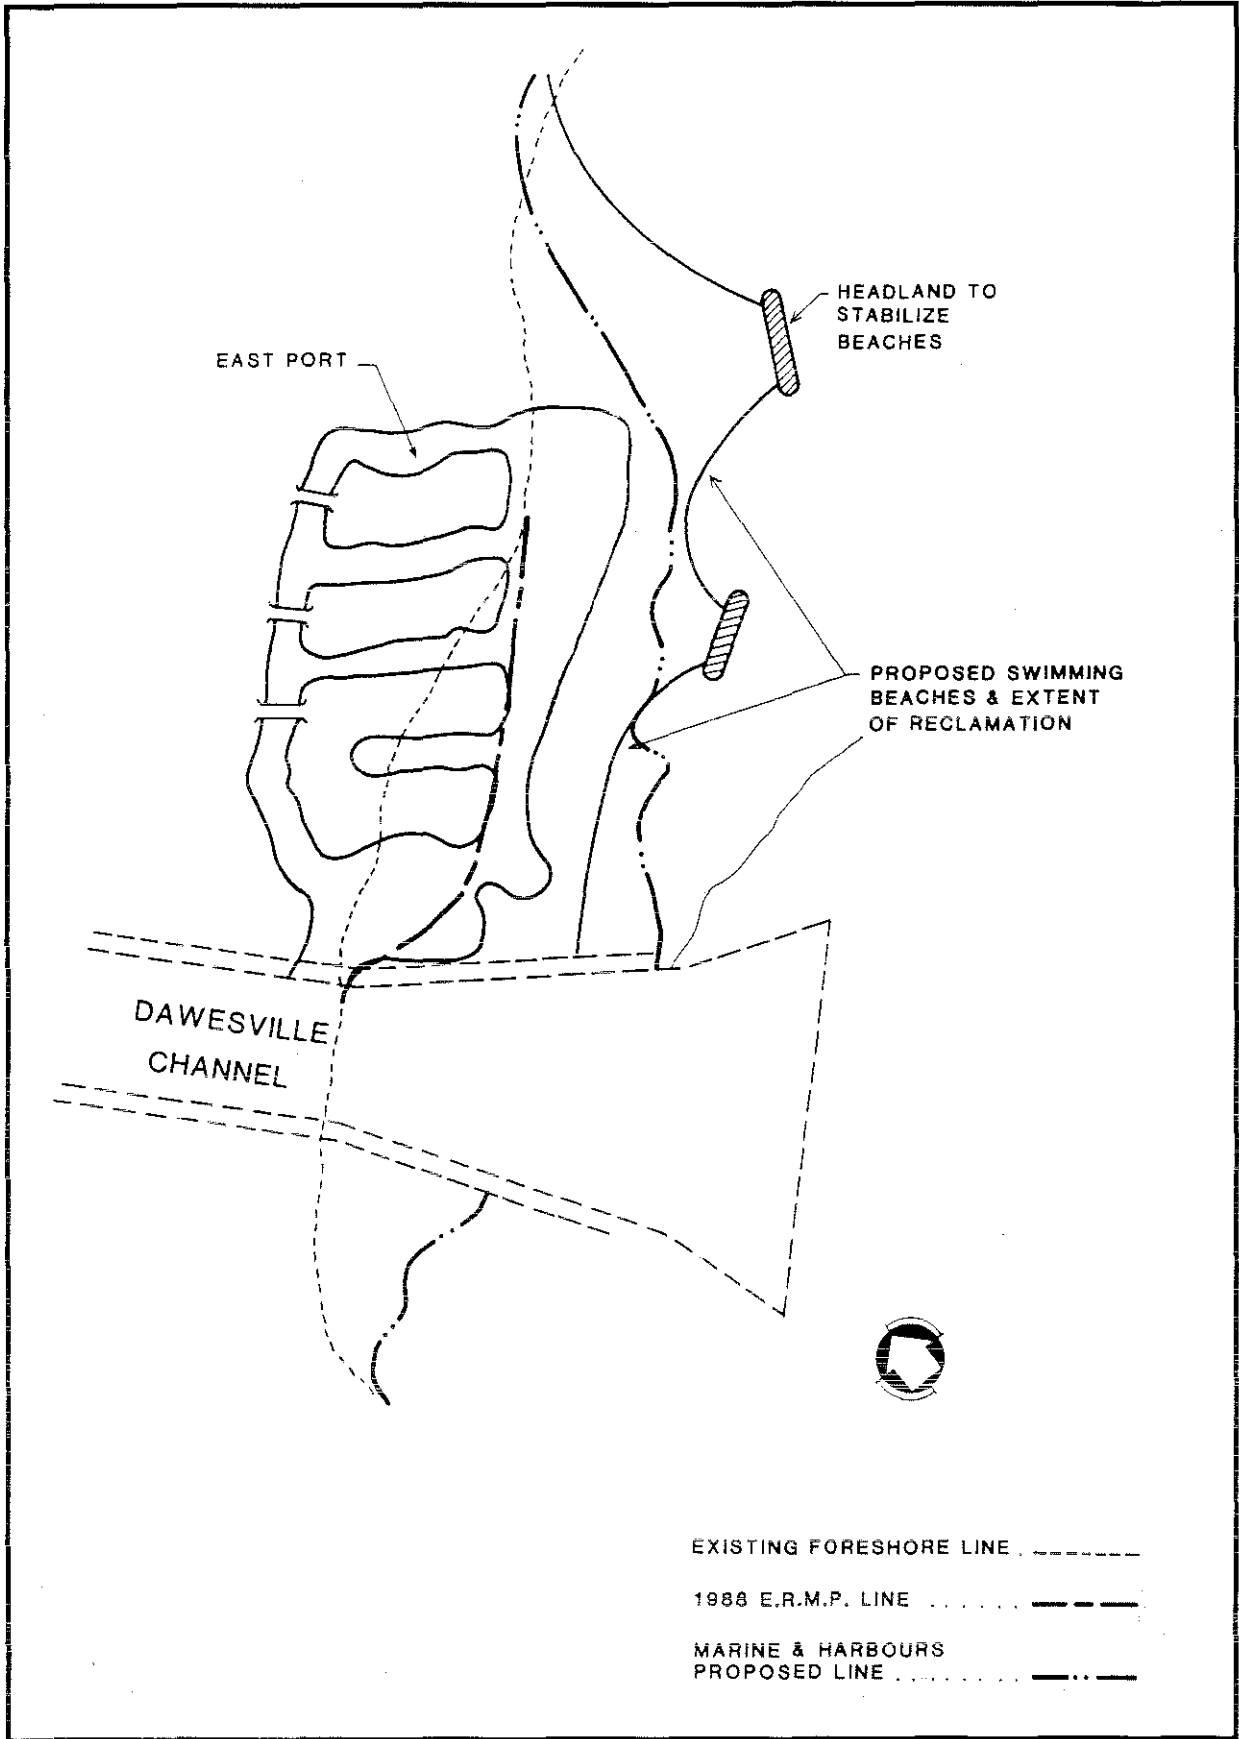 HEADLAND TO
STABILIZE
BEACHES
EAST PORT
PROPOSED SWIMMING
BEACHES & EXTENT
OF RECLAMATION
DAWESVILLE
CHANNEL
EXISTING FORESHORE LINE
1988 E.R.M.P. LINE
MARINE & HARBOURS
PROPOSED LINE